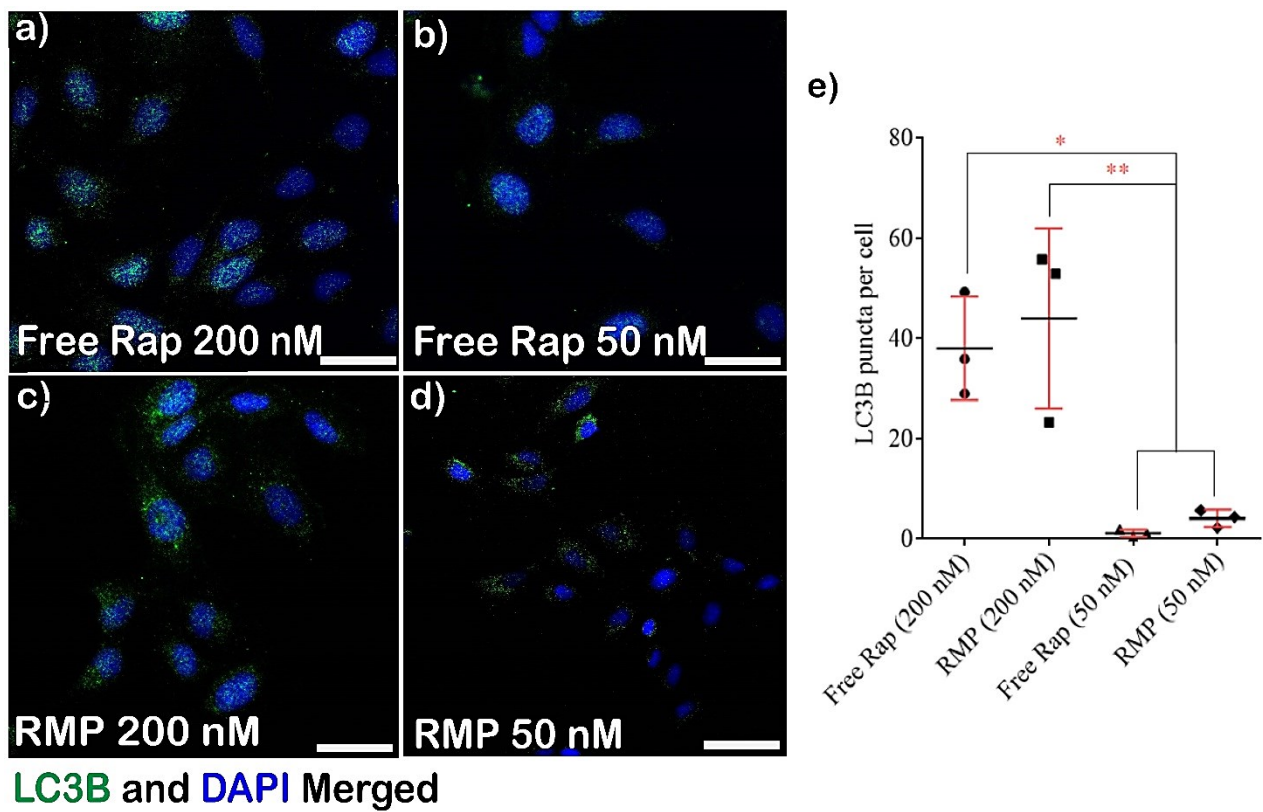 a)
Free Rap 200 nM
b)
Free Rap 50 nM
c)
RMP 200 nM
d)
RMP 50 nM
LC3B and DAPI Merged
e)
LC3B puncta per cell
80
60
40
20
0
*
**
Free Rap (200 nM)
RMP (200 nM)
Free Rap (50 nM)
RMP (50 nM)